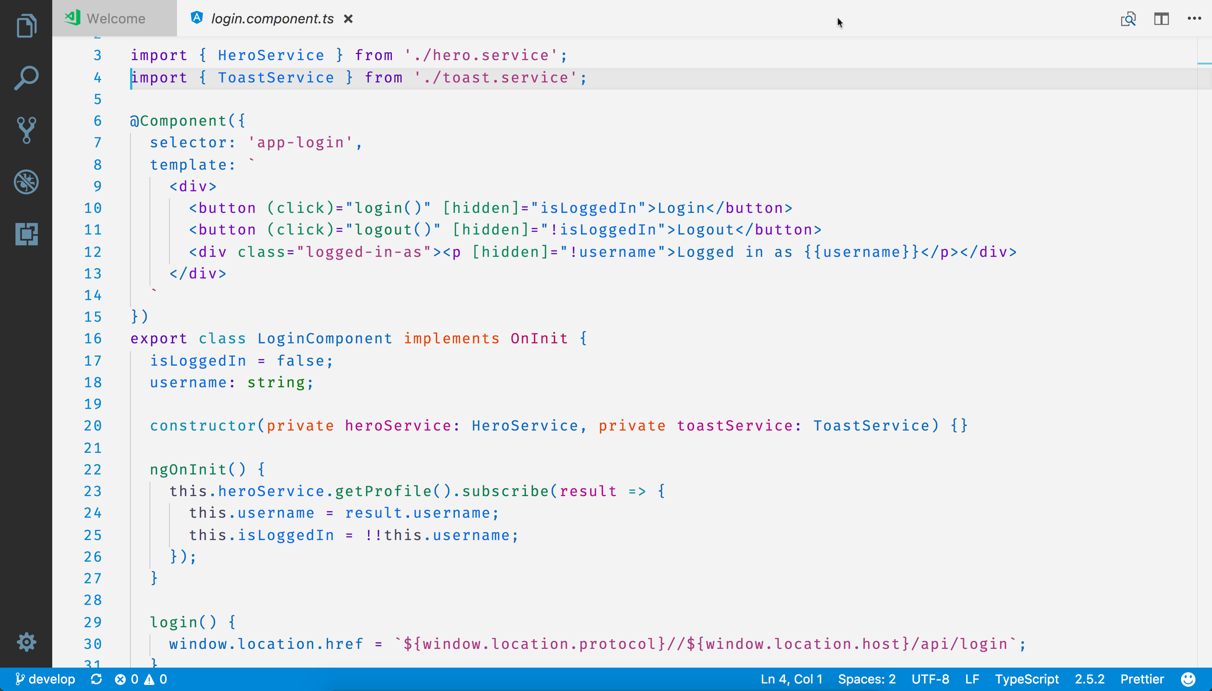 Welcome login.component.ts
2
3 import { HeroService } from './hero.service';
4 import { ToastService } from './toast.service';
5
6 @Component({
7 selector: 'app-login',
8 template: `
9 <div>
10 <button (click)="login()" [hidden]="isLoggedIn">Login</button>
11 <button (click)="logout()" [hidden]="!isLoggedIn">Logout</button>
12 <div class="logged-in-as"><p [hidden]="!username">Logged in as {{username}}</p></div>
13 </div>
14 `
15 })
16 export class LoginComponent implements OnInit {
17 isLoggedIn = false;
18 username: string;
19
20 constructor(private heroService: HeroService, private toastService: ToastService) {}
21
22 ngOnInit() {
23 this.heroService.getProfile().subscribe(result => {
24 this.username = result.username;
25 this.isLoggedIn = !!this.username;
26 });
27 }
28
29 login() {
30 window.location.href = `${window.location.protocol}//${window.location.host}/api/login`;
31 }
develop 0 0 Ln 4, Col 1 Spaces: 2 UTF-8 LF TypeScript 2.5.2 Prettier